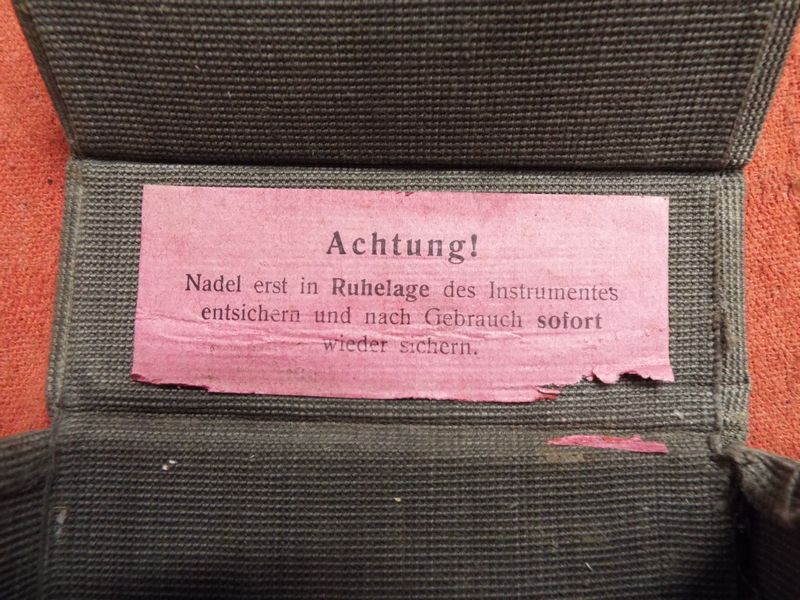 Achtung!
Nadel erst in Ruhelage des Instrumentes
entsichern und nach Gebrauch sofort
wieder sichern.